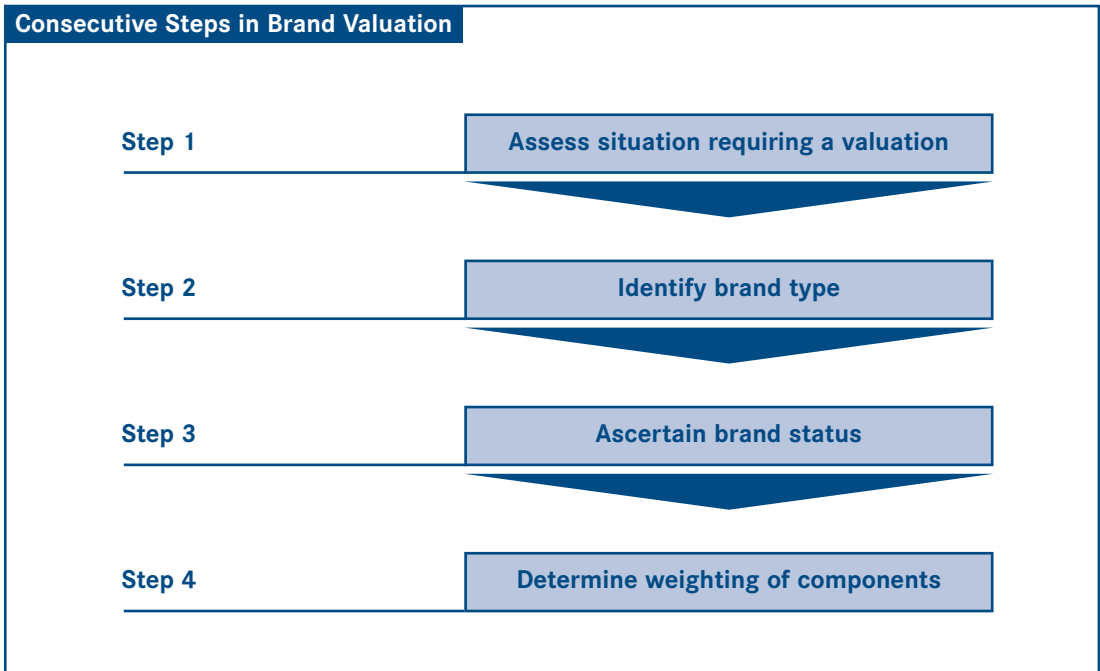 Consecutive Steps in Brand Valuation
Step 1
Assess situation requiring a valuation
Step 2
Identify brand type
Step 3
Ascertain brand status
Step 4
Determine weighting of components